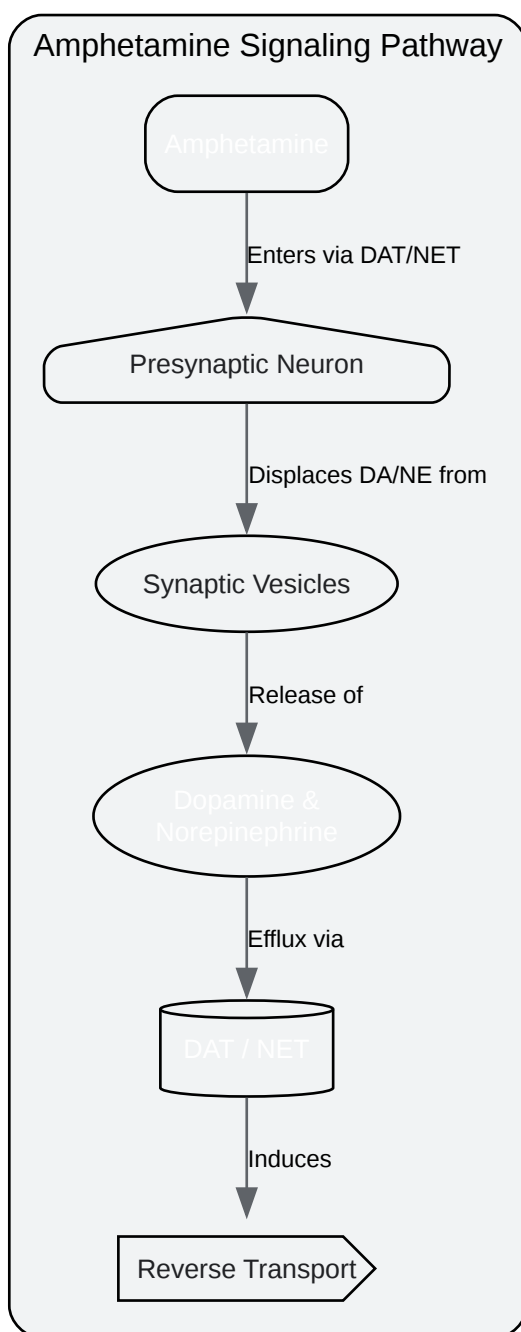 Amphetamine Signaling Pathway
Amphetamine
Enters via DAT/NET
Presynaptic Neuron
Displaces DA/NE from
Synaptic Vesicles
Release of
Dopamine &
Norepinephrine
Efflux via
DAT / NET
Induces
Reverse Transport